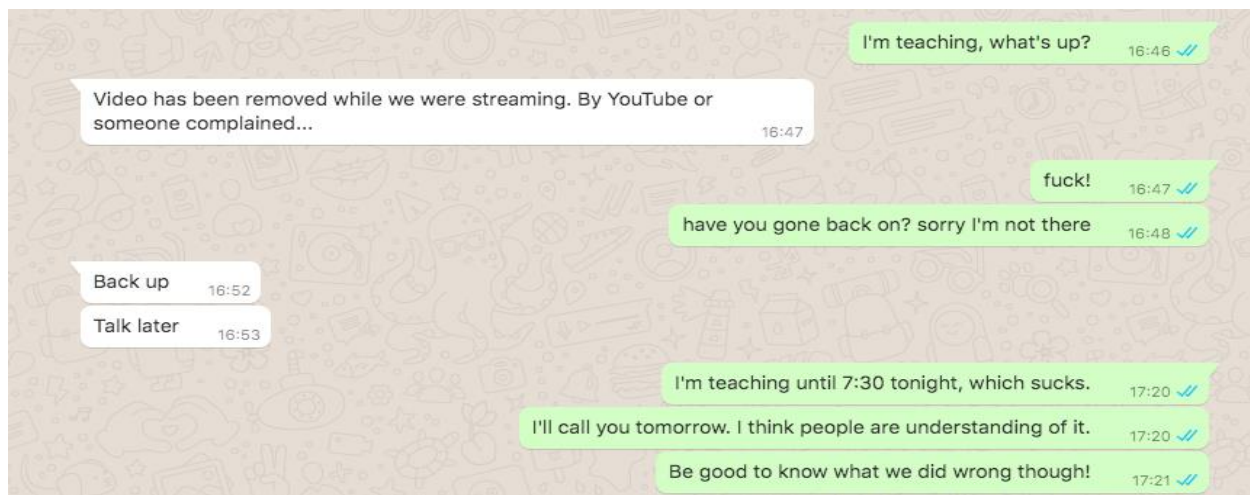 I'm teaching, what's up?
16:46
Video has been removed while we were streaming. By YouTube or
someone complained...
16:47
fuck!
16:47
have you gone back on? sorry I'm not there
16:48
Back up
16:52
Talk later
16:53
I'm teaching until 7:30 tonight, which sucks.
17:20
I'll call you tomorrow. I think people are understanding of it.
17:20
Be good to know what we did wrong though!
17:21